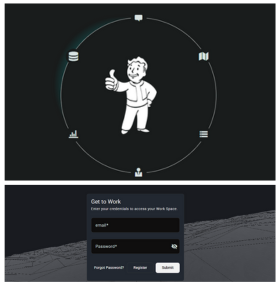 Get to Work
Enter your credentials to access your Work Space
email*
Password*
Forgot Password?
Register
Submit